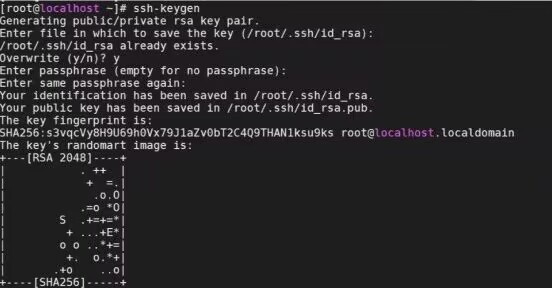 [root@localhost ~]# ssh-keygen
Generating public/private rsa key pair.
Enter file in which to save the key (/root/.ssh/id_rsa):
/root/.ssh/id_rsa already exists.
Overwrite (y/n)? y
Enter passphrase (empty for no passphrase):
Enter same passphrase again:
Your identification has been saved in /root/.ssh/id_rsa.
Your public key has been saved in /root/.ssh/id_rsa.pub.
The key fingerprint is:
SHA256:s3vqcVy8H9U69h0Vx79J1aZv0bT2C4Q9THAN1ksu9ks root@localhost.localdomain
The key's randomart image is:
+---[RSA 2048]----+
|           . ++  |
|            + =.|
|             .o.O|
|           .=o *O|
|        S  .+=+=*|
|         + ...+E*|
|        o o ..*+=|
|         +.  o.*+|
|       .+o    ..o|
+----[SHA256]-----+